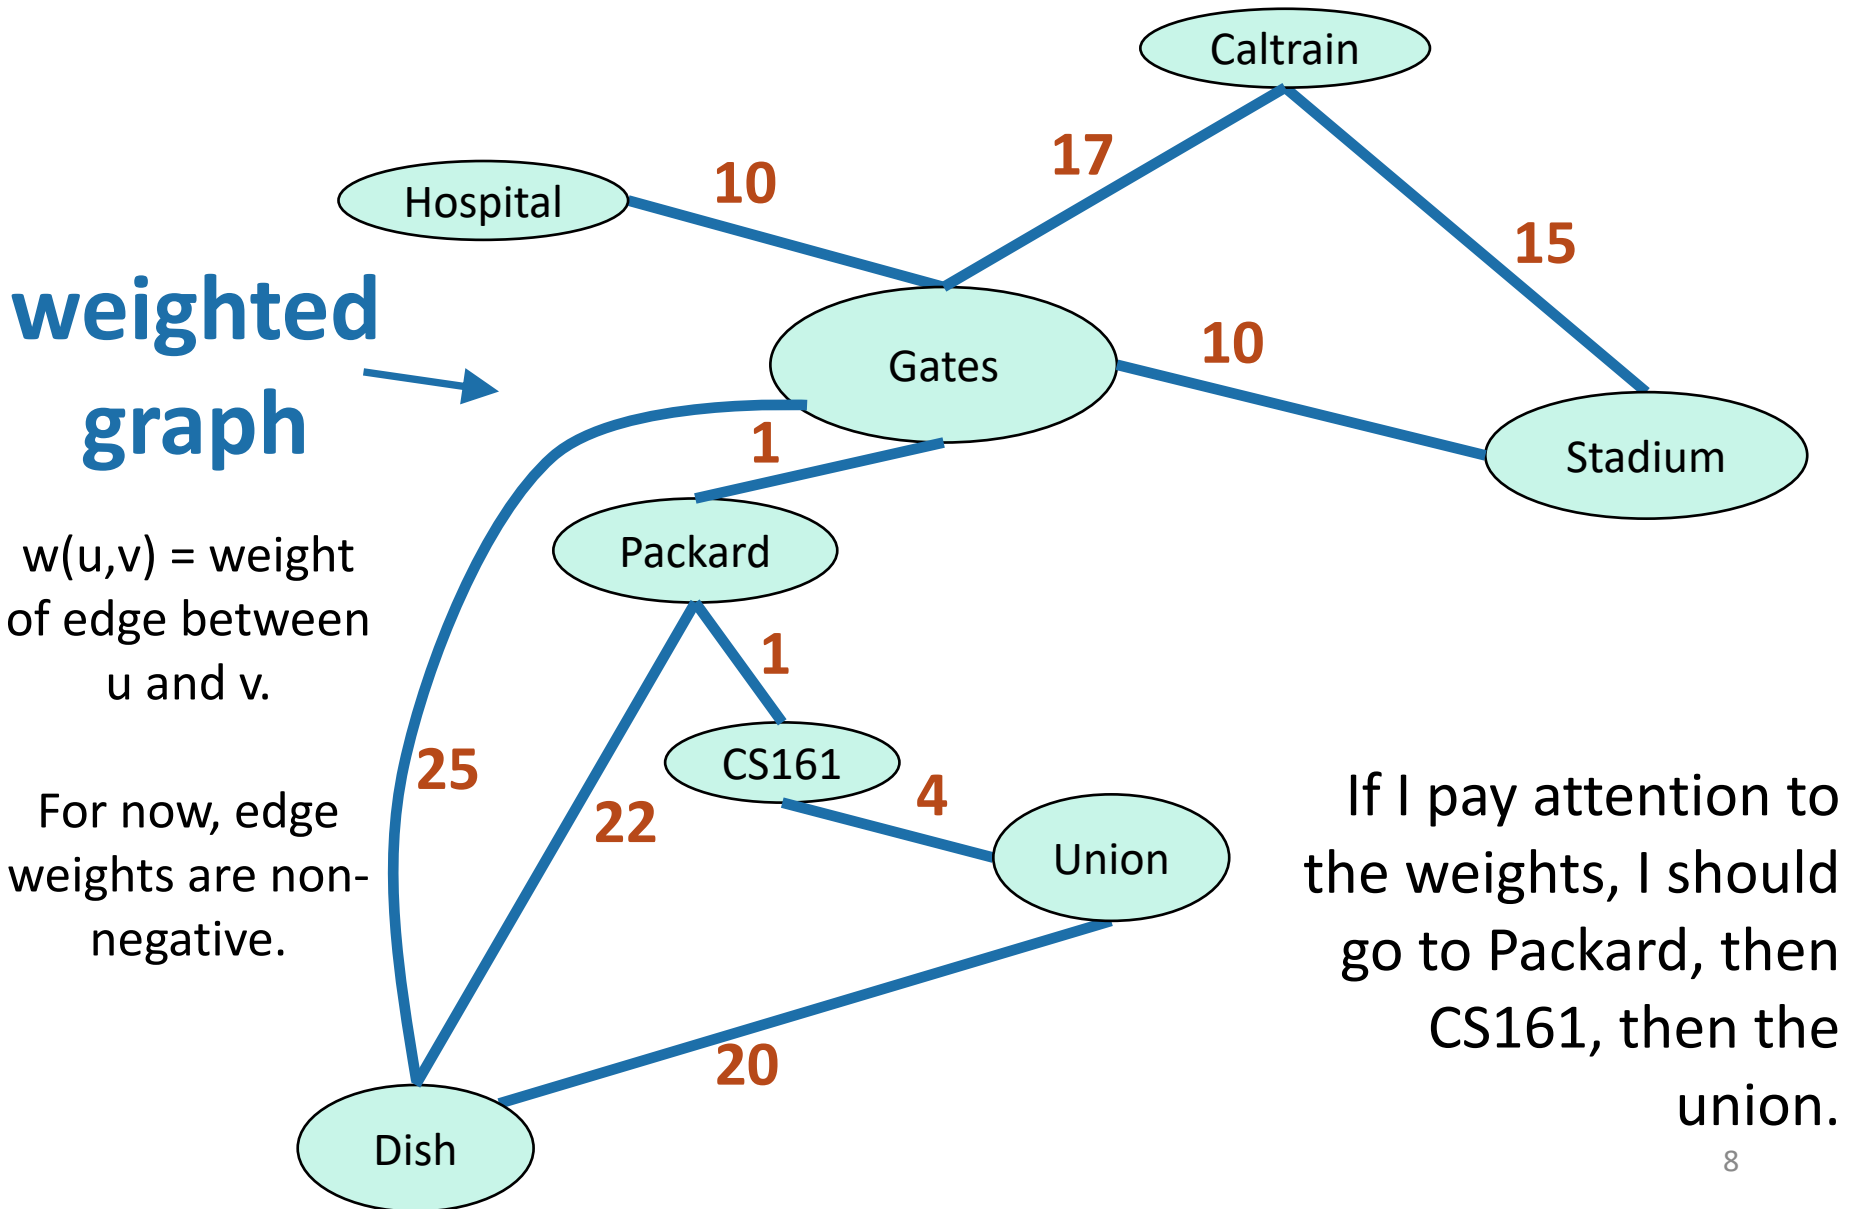 Caltrain
17
10
Hospital
15
weighted
graph
10
Gates
1
Stadium
w(u,v) = weight
of edge between
u and v.
Packard
1
25
CS161
22
4
Union
For now, edge
weights are non-
negative.
If I pay attention to
the weights, I should
go to Packard, then
CS161, then the
union.
20
Dish
8